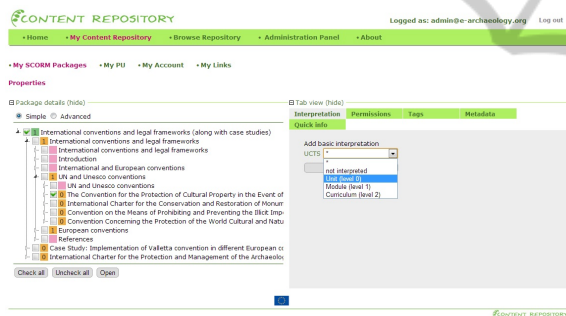 CONTENT REPOSITORY
Logged as: admin@e-archaeology.org Log out
• Home • My Content Repository • Browse Repository • Administration Panel • About
• My SCORM Packages • My PU • My Account • My Links
Properties
Package details (hide)
Simple Advanced
1 International conventions and legal frameworks (along with case studies)
1 International conventions and legal frameworks
International conventions and legal frameworks
Introduction
International and European conventions
1 UN and Unesco conventions
UN and Unesco conventions
0 The Convention for the Protection of Cultural Property in the Event of
0 International Charter for the Conservation and Restoration of Monum
0 Convention on the Means of Prohibiting and Preventing the Illicit Impo
0 Convention Concerning the Protection of the World Cultural and Natu
1 European conventions
References
0 Case Study: Implementation of Valletta convention in different European co
0 International Charter for the Protection and Management of the Archaeolog
Check all Uncheck all Open
Tab view (hide)
Interpretation Permissions Tags Metadata
Quick info
Add basic interpretation
UCTS *
*
not interpreted
Unit (level 0)
Module (level 1)
Curriculum (level 2)
CONTENT REPOSITORY